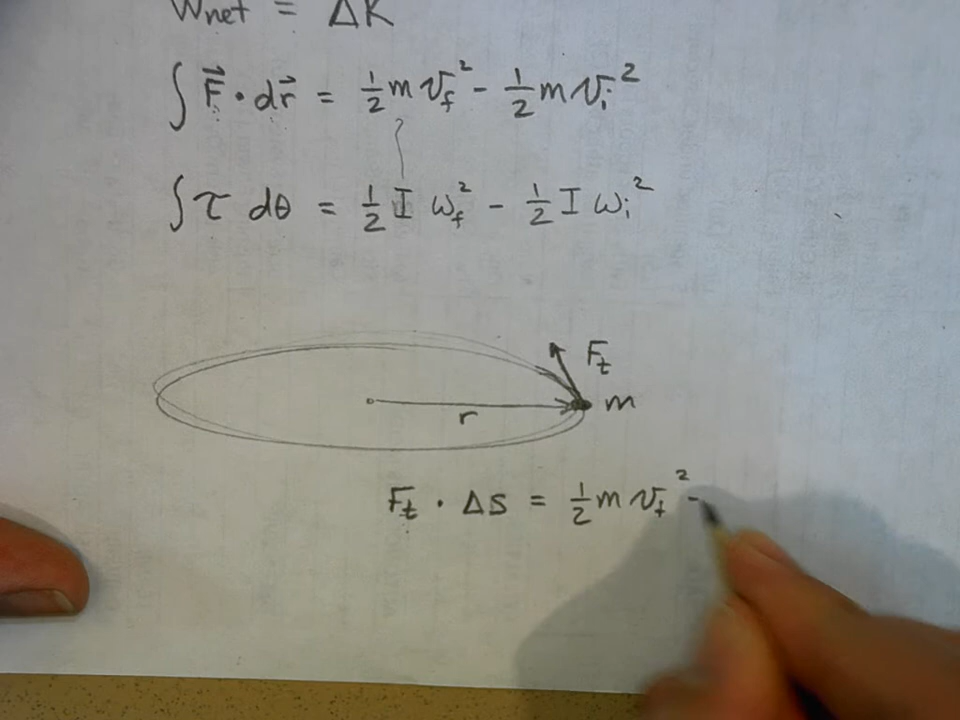 Wnet = ΔK
∫ F⃗ · dr⃗ = ½ m v_f² - ½ m v_i²
∫ τ dθ = ½ I ω_f² - ½ I ω_i²
F_t
r
m
F_t · Δs = ½ m v_f² -